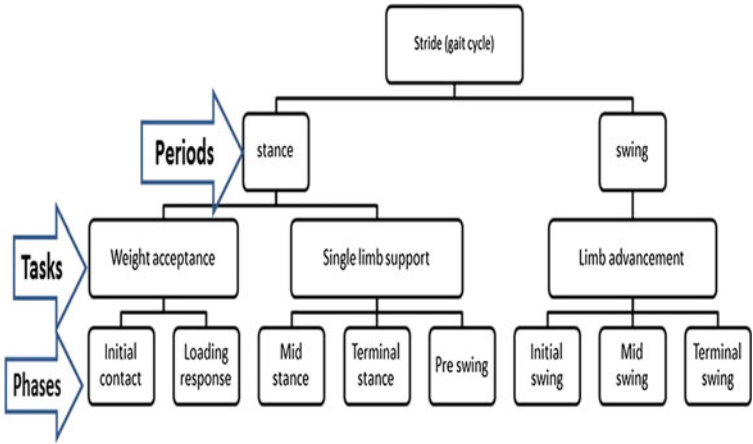 Stride (gait cycle)
Periods
stance
swing
Tasks
Weight acceptance
Single limb support
Limb advancement
Phases
Initial
contact
Loading
response
Mid
stance
Terminal
stance
Pre swing
Initial
swing
Mid
swing
Terminal
swing